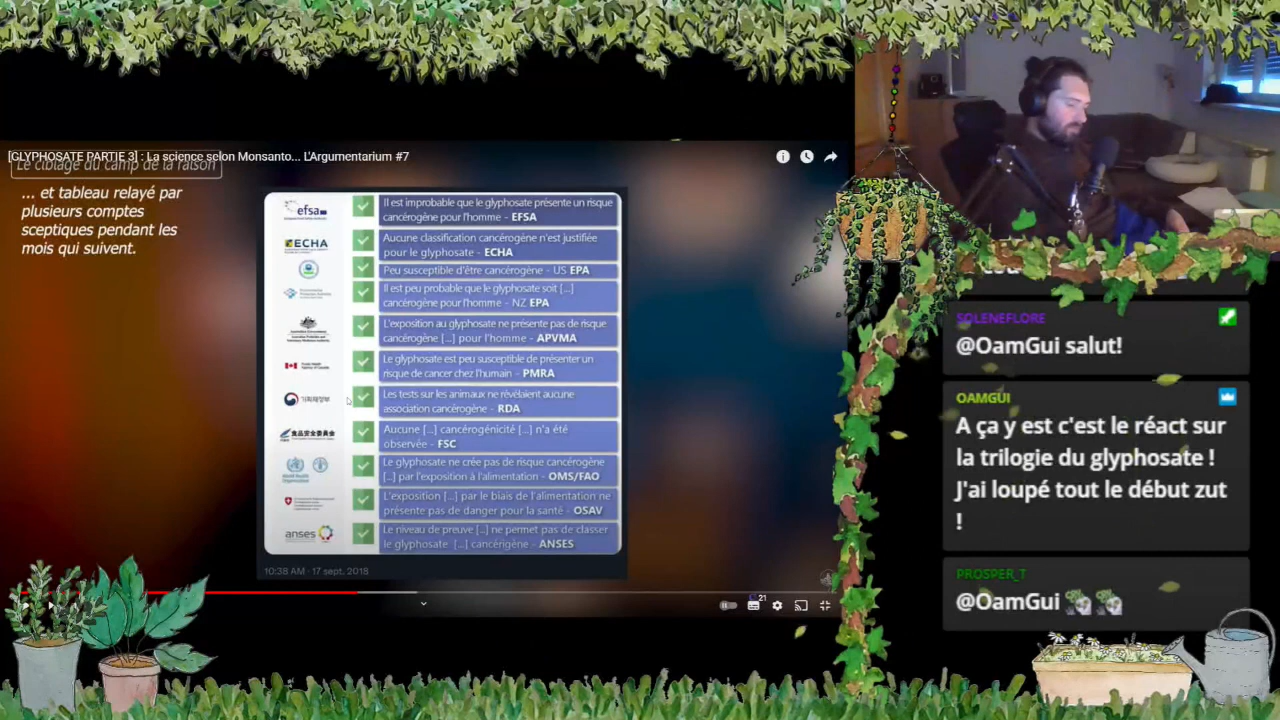 [GLYPHOSATE PARTIE 3] : La science selon Monsanto... L'Argumentarium #7
Le ciblage du camp de la raison
... et tableau relayé par
plusieurs comptes
sceptiques pendant les
mois qui suivent.
efsa
Il est improbable que le glyphosate présente un risque
cancérogène pour l'homme - EFSA
ECHA
Aucune classification cancérogène n'est justifiée
pour le glyphosate - ECHA
Peu susceptible d'être cancérogène - US EPA
Il est peu probable que le glyphosate soit [...]
cancérogène pour l'homme - NZ EPA
L'exposition au glyphosate ne présente pas de risque
cancérogène [...] pour l'homme - APVMA
Le glyphosate est peu susceptible de présenter un
risque de cancer chez l'humain - PMRA
Les tests sur les animaux ne révélaient aucune
association cancérogène - RDA
食品安全委員会
Aucune [...] cancérogénicité [...] n'a été
observée - FSC
Le glyphosate ne crée pas de risque cancérogène
[...] par l'exposition à l'alimentation - OMS/FAO
L'exposition [...] par le biais de l'alimentation ne
présente pas de danger pour la santé - OSAV
anses
Le niveau de preuve [...] ne permet pas de classer
le glyphosate [...] cancérigène - ANSES
10:38 AM - 17 sept. 2018
21
SOLENEFLORE
@OamGui salut!
OAMGUI
A ça y est c'est le réact sur
la trilogie du glyphosate !
J'ai loupé tout le début zut
!
PROSPER_T
@OamGui